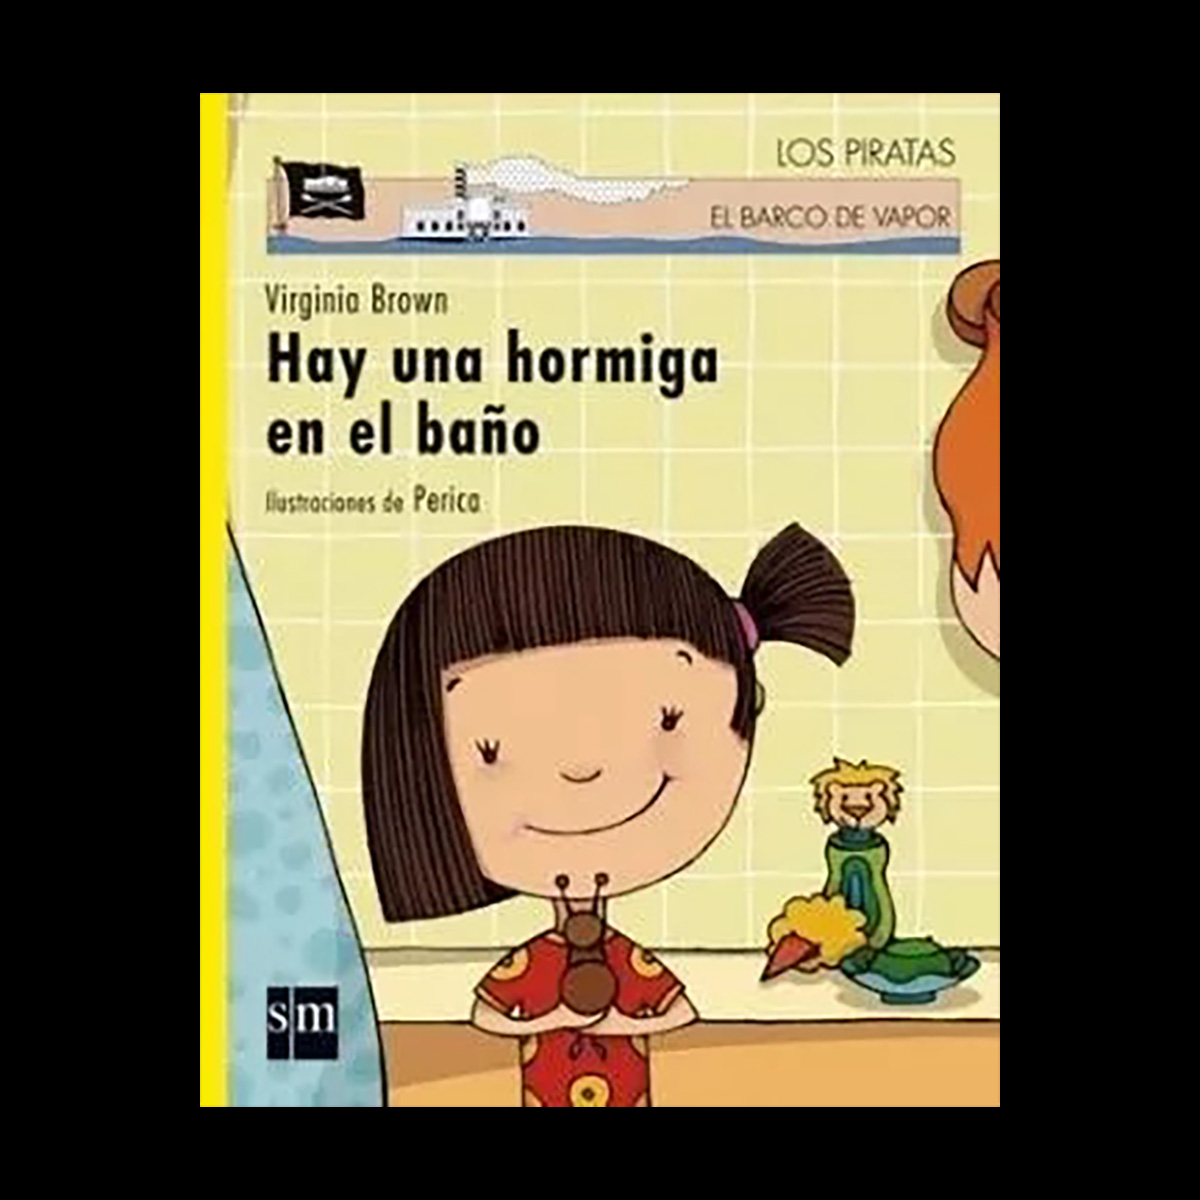 LOS PIRATAS
EL BARCO DE VAPOR
Virginia Brown
Hay una hormiga
en el baño
Ilustraciones de Perica
sm